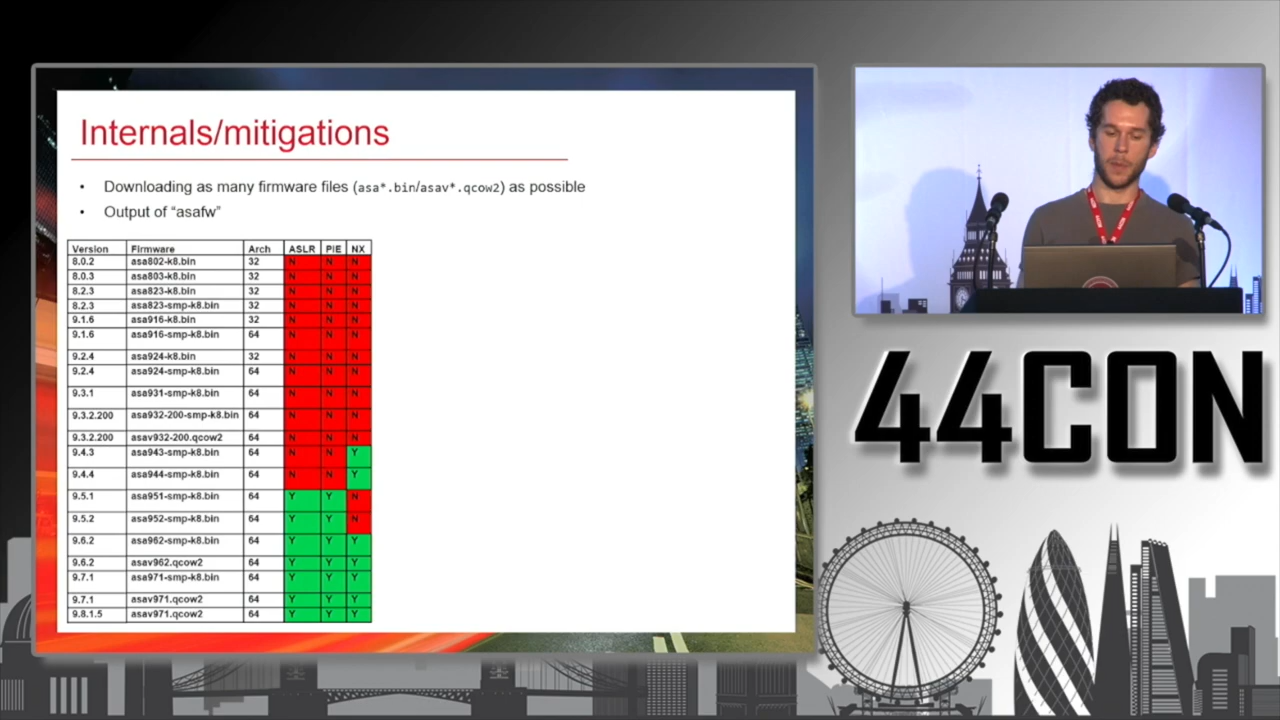 Internals/mitigations
• Downloading as many firmware files (asa*.bin/asav*.qcow2) as possible
• Output of “asafw”
Version Firmware Arch ASLR PIE NX
8.0.2 asa802-k8.bin 32 N N N
8.0.3 asa803-k8.bin 32 N N N
8.2.3 asa823-k8.bin 32 N N N
8.2.3 asa823-smp-k8.bin 32 N N N
9.1.6 asa916-k8.bin 32 N N N
9.1.6 asa916-smp-k8.bin 64 N N N
9.2.4 asa924-k8.bin 32 N N N
9.2.4 asa924-smp-k8.bin 64 N N N
9.3.1 asa931-smp-k8.bin 64 N N N
9.3.2.200 asa932-200-smp-k8.bin 64 N N N
9.3.2.200 asav932-200.qcow2 64 N N N
9.4.3 asa943-smp-k8.bin 64 N N Y
9.4.4 asa944-smp-k8.bin 64 N N Y
9.5.1 asa951-smp-k8.bin 64 Y Y N
9.5.2 asa952-smp-k8.bin 64 Y Y N
9.6.2 asa962-smp-k8.bin 64 Y Y Y
9.6.2 asav962.qcow2 64 Y Y Y
9.7.1 asa971-smp-k8.bin 64 Y Y Y
9.7.1 asav971.qcow2 64 Y Y Y
9.8.1.5 asav971.qcow2 64 Y Y Y
44CON